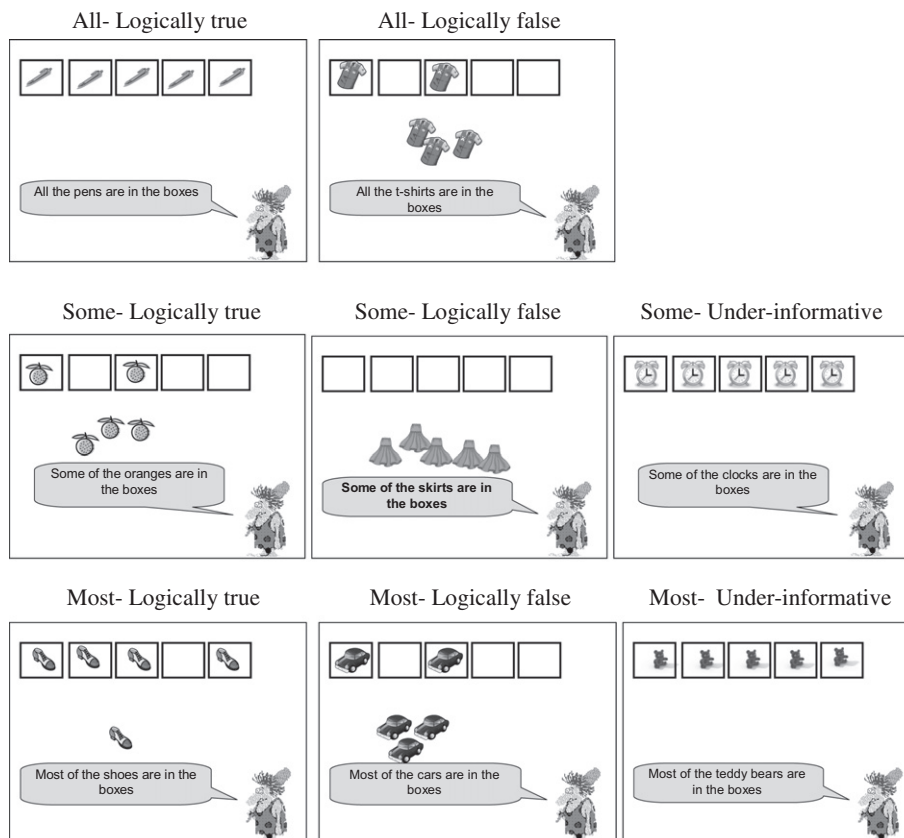 All- Logically true
All- Logically false
All the pens are in the boxes
All the t-shirts are in the
boxes
Some- Logically true
Some- Logically false
Some- Under-informative
Some of the oranges are in
the boxes
Some of the skirts are in
the boxes
Some of the clocks are in the
boxes
Most- Logically true
Most- Logically false
Most- Under-informative
Most of the shoes are in the
boxes
Most of the cars are in the
boxes
Most of the teddy bears are
in the boxes